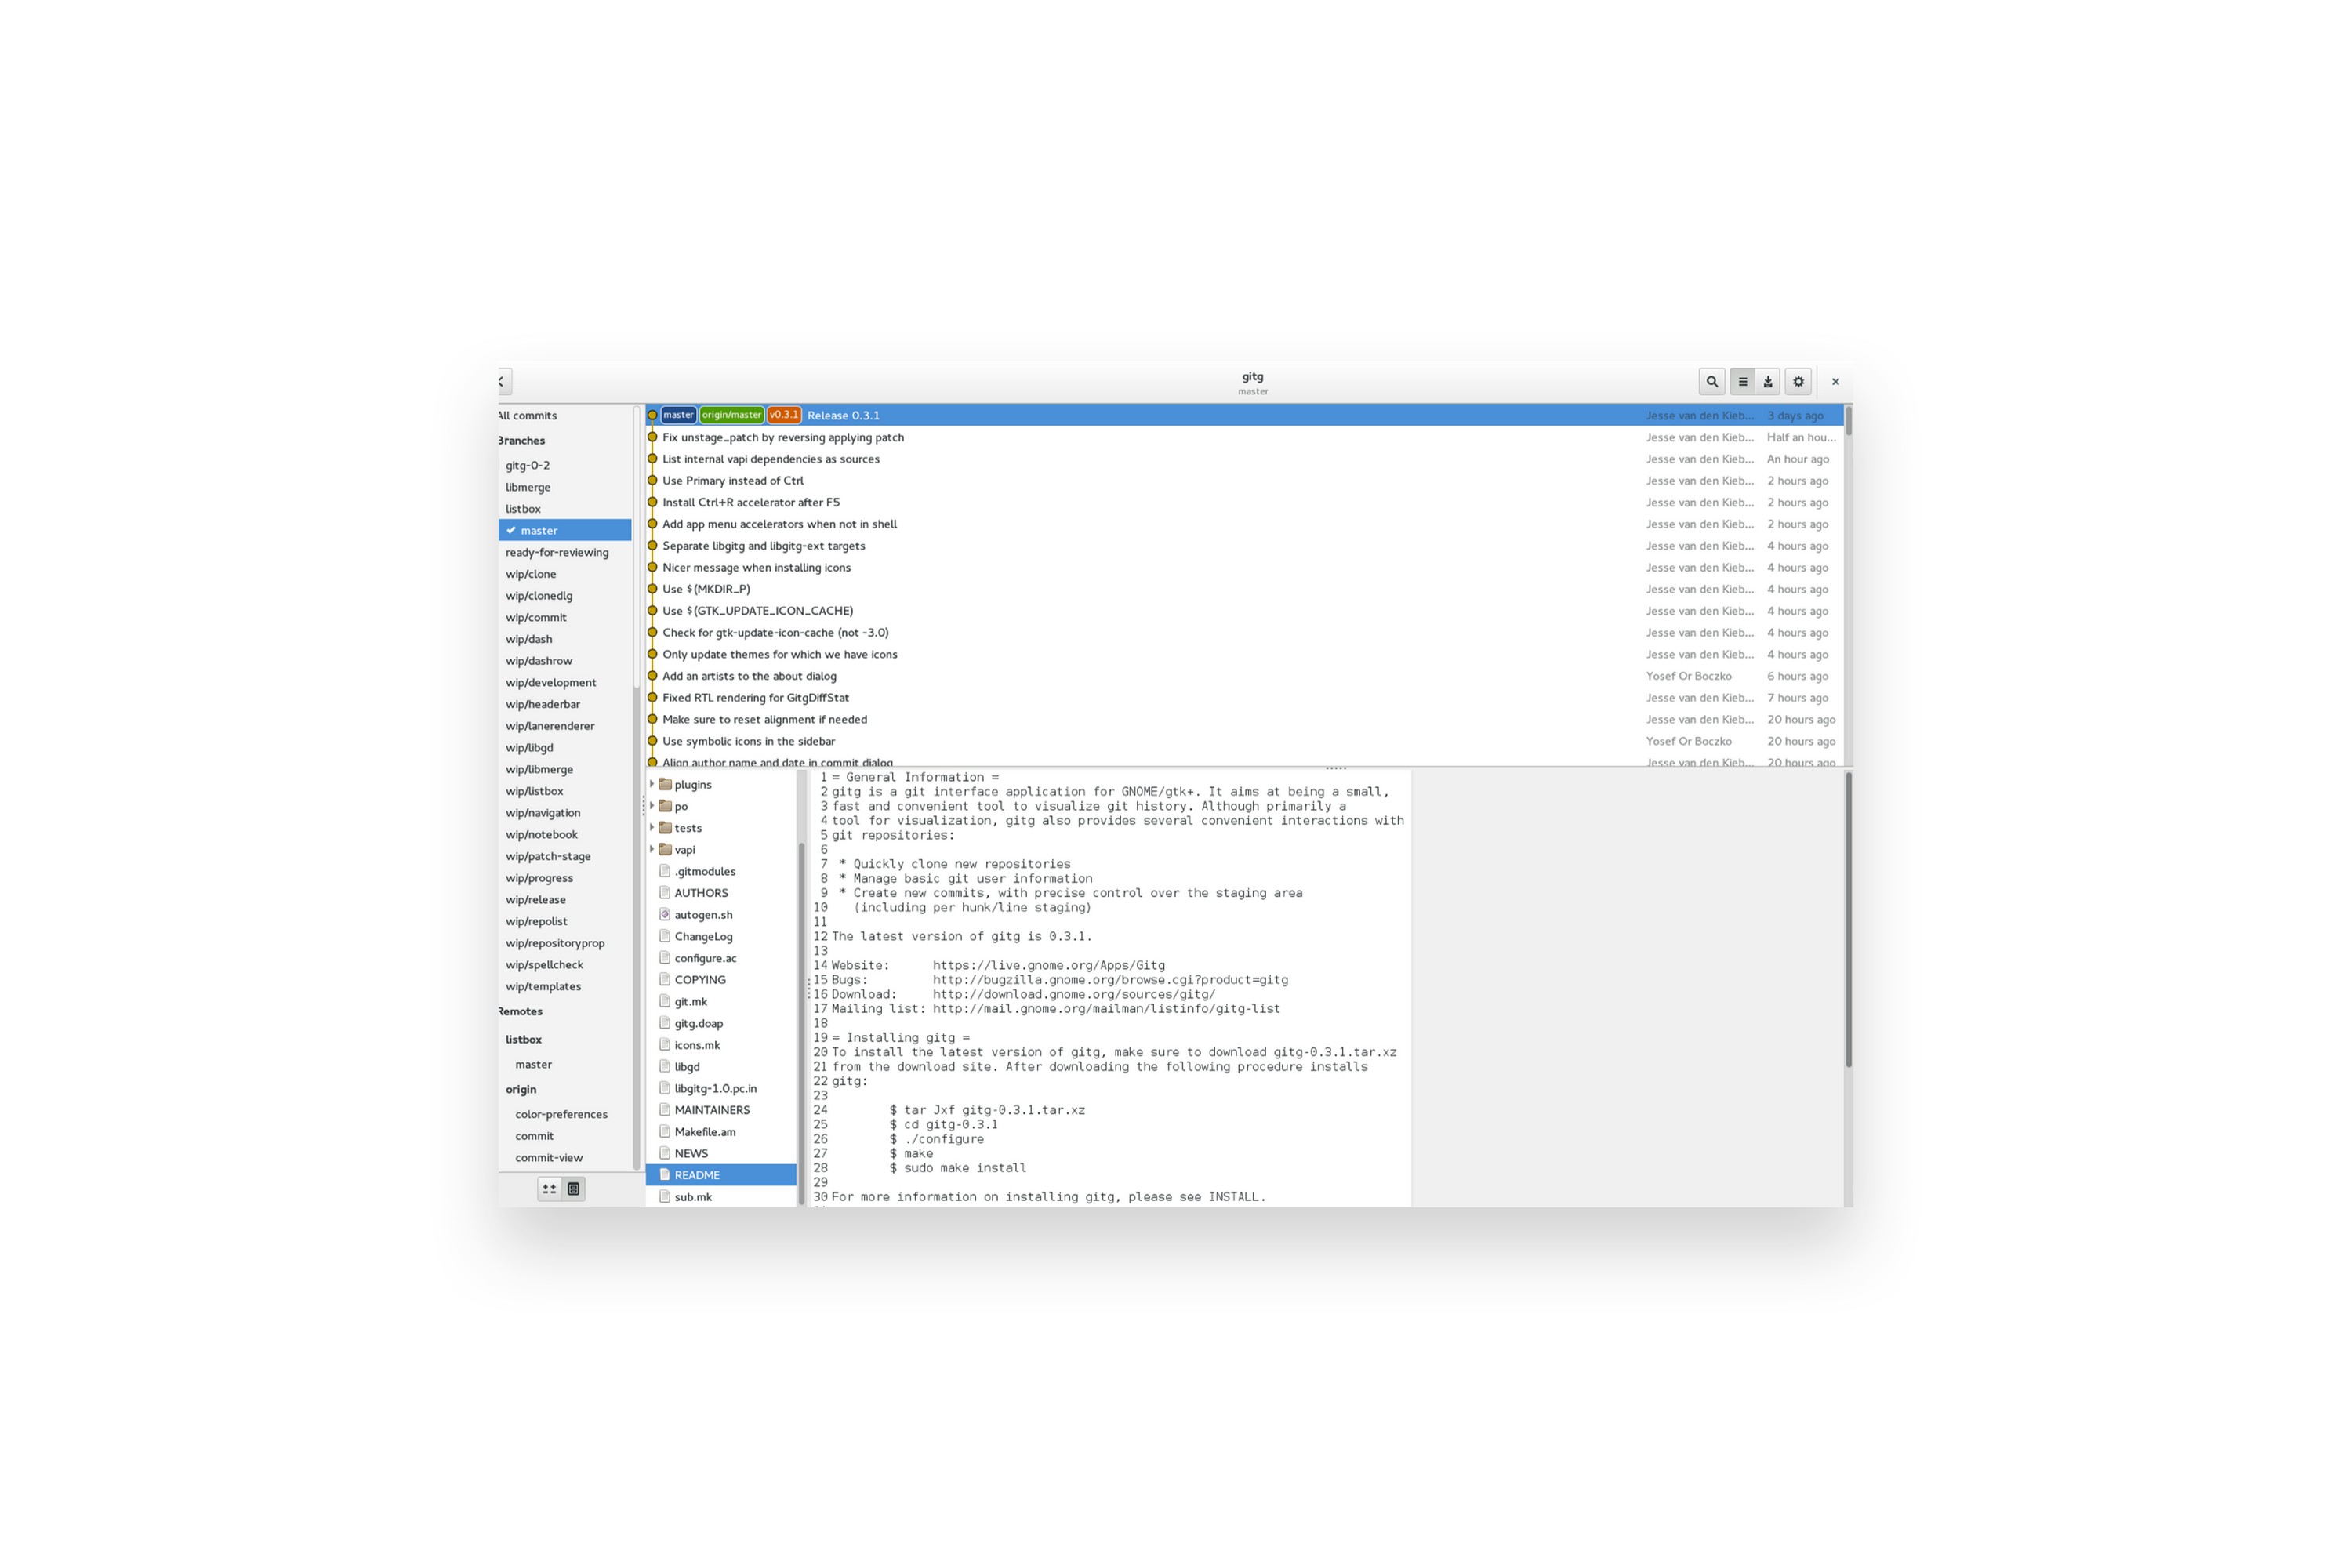 gitg
master
All commits
Branches
gitg-0-2
libmerge
listbox
master
ready-for-reviewing
wip/clone
wip/clonedlg
wip/commit
wip/dash
wip/dashrow
wip/development
wip/headerbar
wip/lanerenderer
wip/libgd
wip/libmerge
wip/listbox
wip/navigation
wip/notebook
wip/patch-stage
wip/progress
wip/release
wip/repolist
wip/repositoryprop
wip/spellcheck
wip/templates
Remotes
listbox
master
origin
color-preferences
commit
commit-view
master origin/master v0.3.1 Release 0.3.1 Jesse van den Kieb... 3 days ago
Fix unstage_patch by reversing applying patch Jesse van den Kieb... Half an hou...
List internal vapi dependencies as sources Jesse van den Kieb... An hour ago
Use Primary instead of Ctrl Jesse van den Kieb... 2 hours ago
Install Ctrl+R accelerator after F5 Jesse van den Kieb... 2 hours ago
Add app menu accelerators when not in shell Jesse van den Kieb... 2 hours ago
Separate libgitg and libgitg-ext targets Jesse van den Kieb... 4 hours ago
Nicer message when installing icons Jesse van den Kieb... 4 hours ago
Use $(MKDIR_P) Jesse van den Kieb... 4 hours ago
Use $(GTK_UPDATE_ICON_CACHE) Jesse van den Kieb... 4 hours ago
Check for gtk-update-icon-cache (not -3.0) Jesse van den Kieb... 4 hours ago
Only update themes for which we have icons Jesse van den Kieb... 4 hours ago
Add an artists to the about dialog Yosef Or Boczko 6 hours ago
Fixed RTL rendering for GitgDiffStat Jesse van den Kieb... 7 hours ago
Make sure to reset alignment if needed Jesse van den Kieb... 20 hours ago
Use symbolic icons in the sidebar Yosef Or Boczko 20 hours ago
Align author name and date in commit dialog Jesse van den Kieb... 20 hours ago
plugins
po
tests
vapi
.gitmodules
AUTHORS
autogen.sh
ChangeLog
configure.ac
COPYING
git.mk
gitg.doap
icons.mk
libgd
libgitg-1.0.pc.in
MAINTAINERS
Makefile.am
NEWS
README
sub.mk
1 = General Information =
2 gitg is a git interface application for GNOME/gtk+. It aims at being a small,
3 fast and convenient tool to visualize git history. Although primarily a
4 tool for visualization, gitg also provides several convenient interactions with
5 git repositories:
6
7 * Quickly clone new repositories
8 * Manage basic git user information
9 * Create new commits, with precise control over the staging area
10 (including per hunk/line staging)
11
12 The latest version of gitg is 0.3.1.
13
14 Website: https://live.gnome.org/Apps/Gitg
15 Bugs: http://bugzilla.gnome.org/browse.cgi?product=gitg
16 Download: http://download.gnome.org/sources/gitg/
17 Mailing list: http://mail.gnome.org/mailman/listinfo/gitg-list
18
19 = Installing gitg =
20 To install the latest version of gitg, make sure to download gitg-0.3.1.tar.xz
21 from the download site. After downloading the following procedure installs
22 gitg:
23
24 $ tar Jxf gitg-0.3.1.tar.xz
25 $ cd gitg-0.3.1
26 $ ./configure
27 $ make
28 $ sudo make install
29
30 For more information on installing gitg, please see INSTALL.